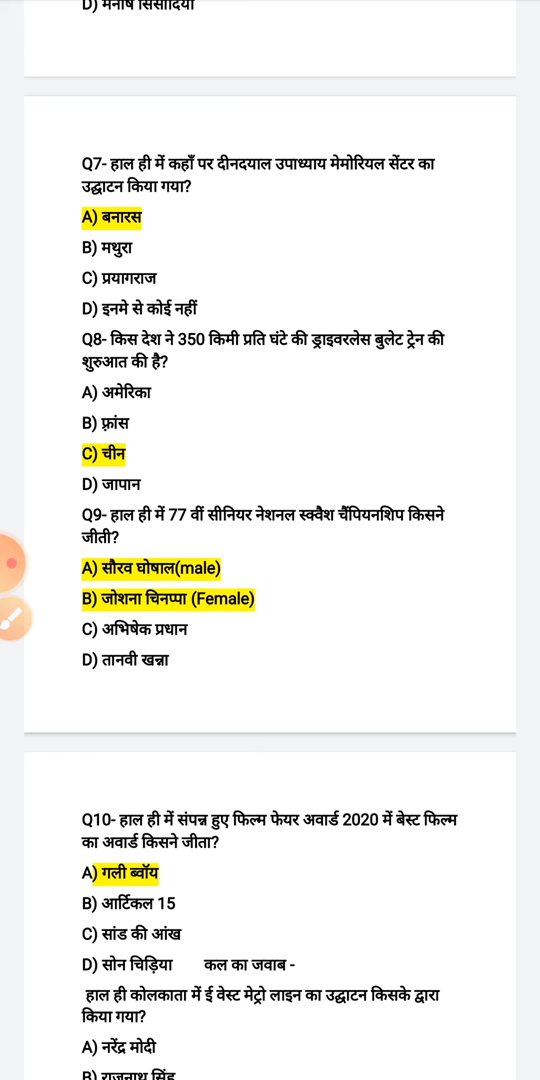 D) मनीष सिसोदिया
Q7- हाल ही में कहाँ पर दीनदयाल उपाध्याय मेमोरियल सेंटर का
उद्घाटन किया गया?
A) बनारस
B) मथुरा
C) प्रयागराज
D) इनमे से कोई नहीं
Q8- किस देश ने 350 किमी प्रति घंटे की ड्राइवरलेस बुलेट ट्रेन की
शुरुआत की है?
A) अमेरिका
B) फ़्रांस
C) चीन
D) जापान
Q9- हाल ही में 77 वीं सीनियर नेशनल स्क्वैश चैंपियनशिप किसने
जीती?
A) सौरव घोषाल(male)
B) जोशना चिनप्पा (Female)
C) अभिषेक प्रधान
D) तानवी खन्ना
Q10- हाल ही में संपन्न हुए फिल्म फेयर अवार्ड 2020 में बेस्ट फिल्म
का अवार्ड किसने जीता?
A) गली ब्वॉय
B) आर्टिकल 15
C) सांड की आंख
D) सोन चिड़िया कल का जवाब -
हाल ही कोलकाता में ई वेस्ट मेट्रो लाइन का उद्घाटन किसके द्वारा
किया गया?
A) नरेंद्र मोदी
B) राजनाथ सिंह